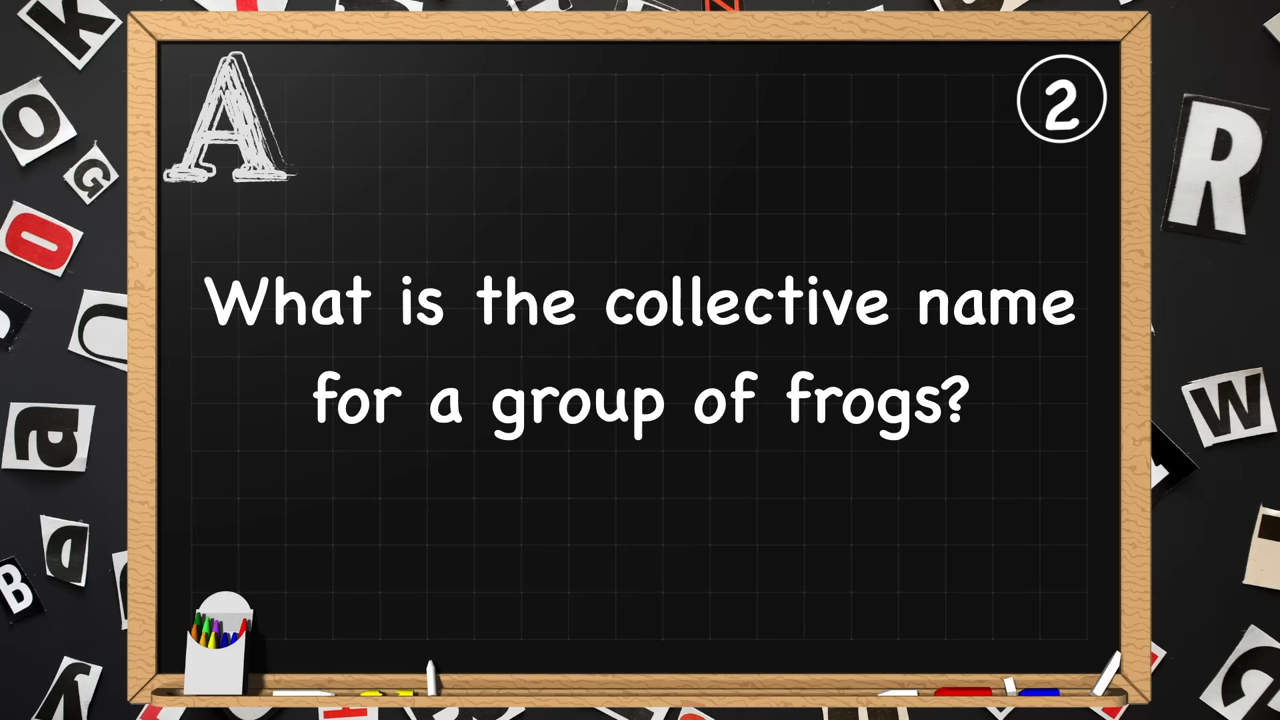 A
2
What is the collective name
for a group of frogs?
K
O
G
O
a
B
R
W